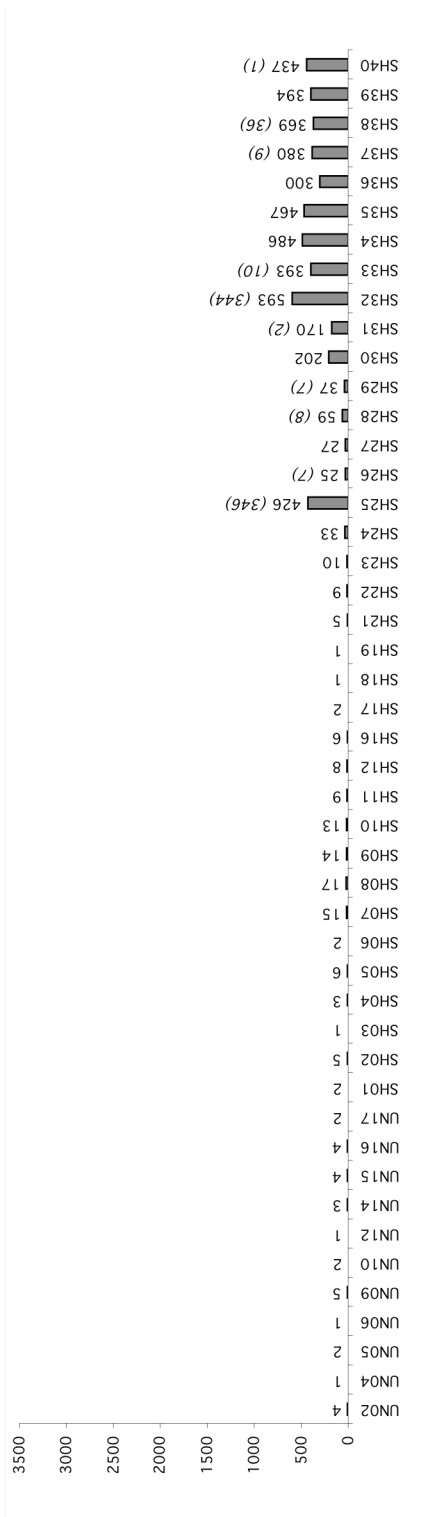 SH40 437 (1)
SH39 394
SH38 369 (36)
SH37 380 (9)
SH36 300
SH35 467
SH34 486
SH33 393 (10)
SH32 593 (344)
SH31 170 (2)
SH30 202
SH29 37 (7)
SH28 59 (8)
SH27 27
SH26 25 (7)
SH25 426 (346)
SH24 33
SH23 10
SH22 9
SH21 5
SH19 1
SH18 1
SH17 2
SH16 6
SH12 8
SH11 9
SH10 13
SH09 14
SH08 17
SH07 15
SH06 2
SH05 6
SH04 3
SH03 1
SH02 5
SH01 2
UN17 2
UN16 4
UN15 4
UN14 3
UN12 1
UN10 2
UN09 5
UN06 1
UN05 2
UN04 1
UN02 4
0
500
1000
1500
2000
2500
3000
3500